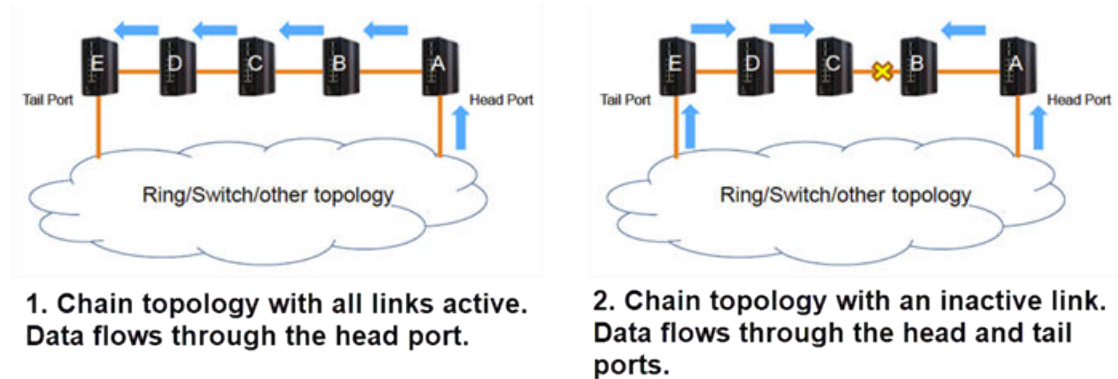 E D C B A
Tail Port
Head Port
Ring/Switch/other topology
1. Chain topology with all links active.
Data flows through the head port.
E D C B A
Tail Port
Head Port
Ring/Switch/other topology
2. Chain topology with an inactive link.
Data flows through the head and tail
ports.